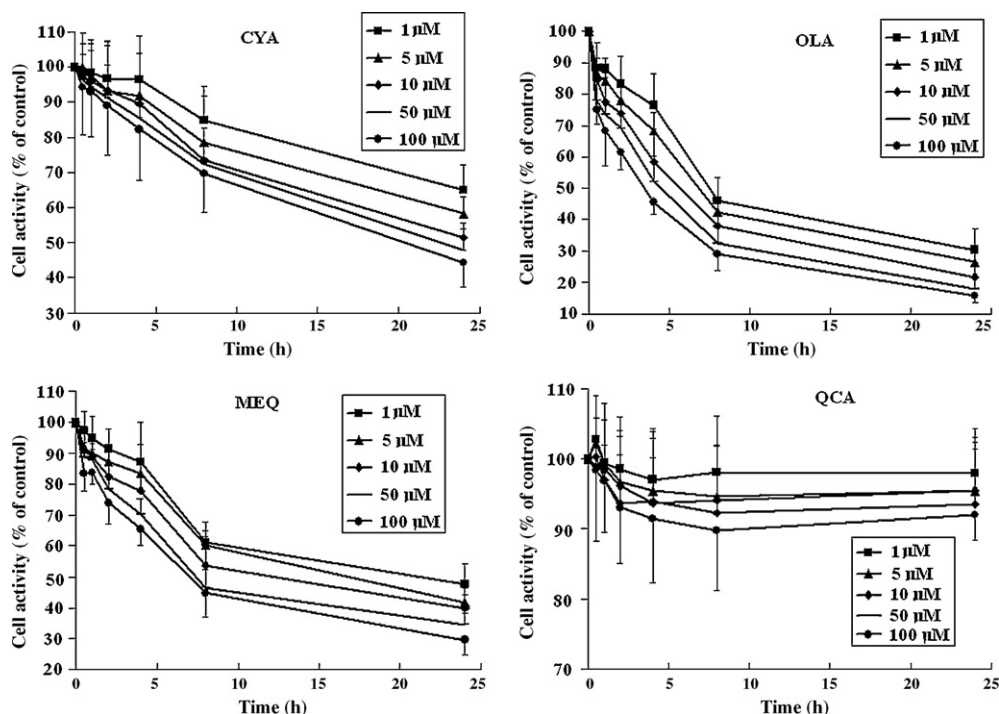 CYA
1 µM
5 µM
10 µM
50 µM
100 µM
Cell activity (% of control)
110
100
90
80
70
60
50
40
30
0 5 10 15 20 25
Time (h)
OLA
1 µM
5 µM
10 µM
50 µM
100 µM
Cell activity (% of control)
100
90
80
70
60
50
40
30
20
10
0 5 10 15 20 25
Time (h)
MEQ
1 µM
5 µM
10 µM
50 µM
100 µM
Cell activity (% of control)
110
100
90
80
70
60
50
40
30
20
0 5 10 15 20 25
Time (h)
QCA
1 µM
5 µM
10 µM
50 µM
100 µM
Cell activity (% of control)
110
100
90
80
70
0 5 10 15 20 25
Time (h)